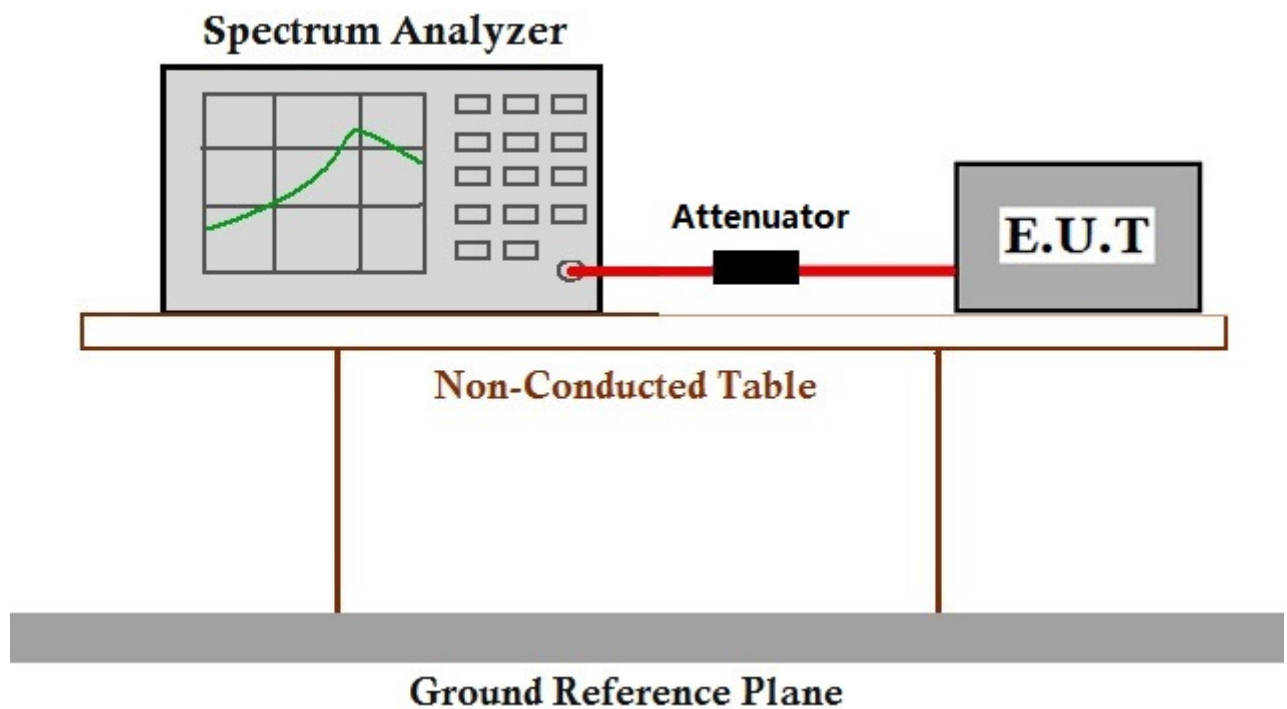 Spectrum Analyzer
Attenuator
E.U.T
Non-Conducted Table
Ground Reference Plane